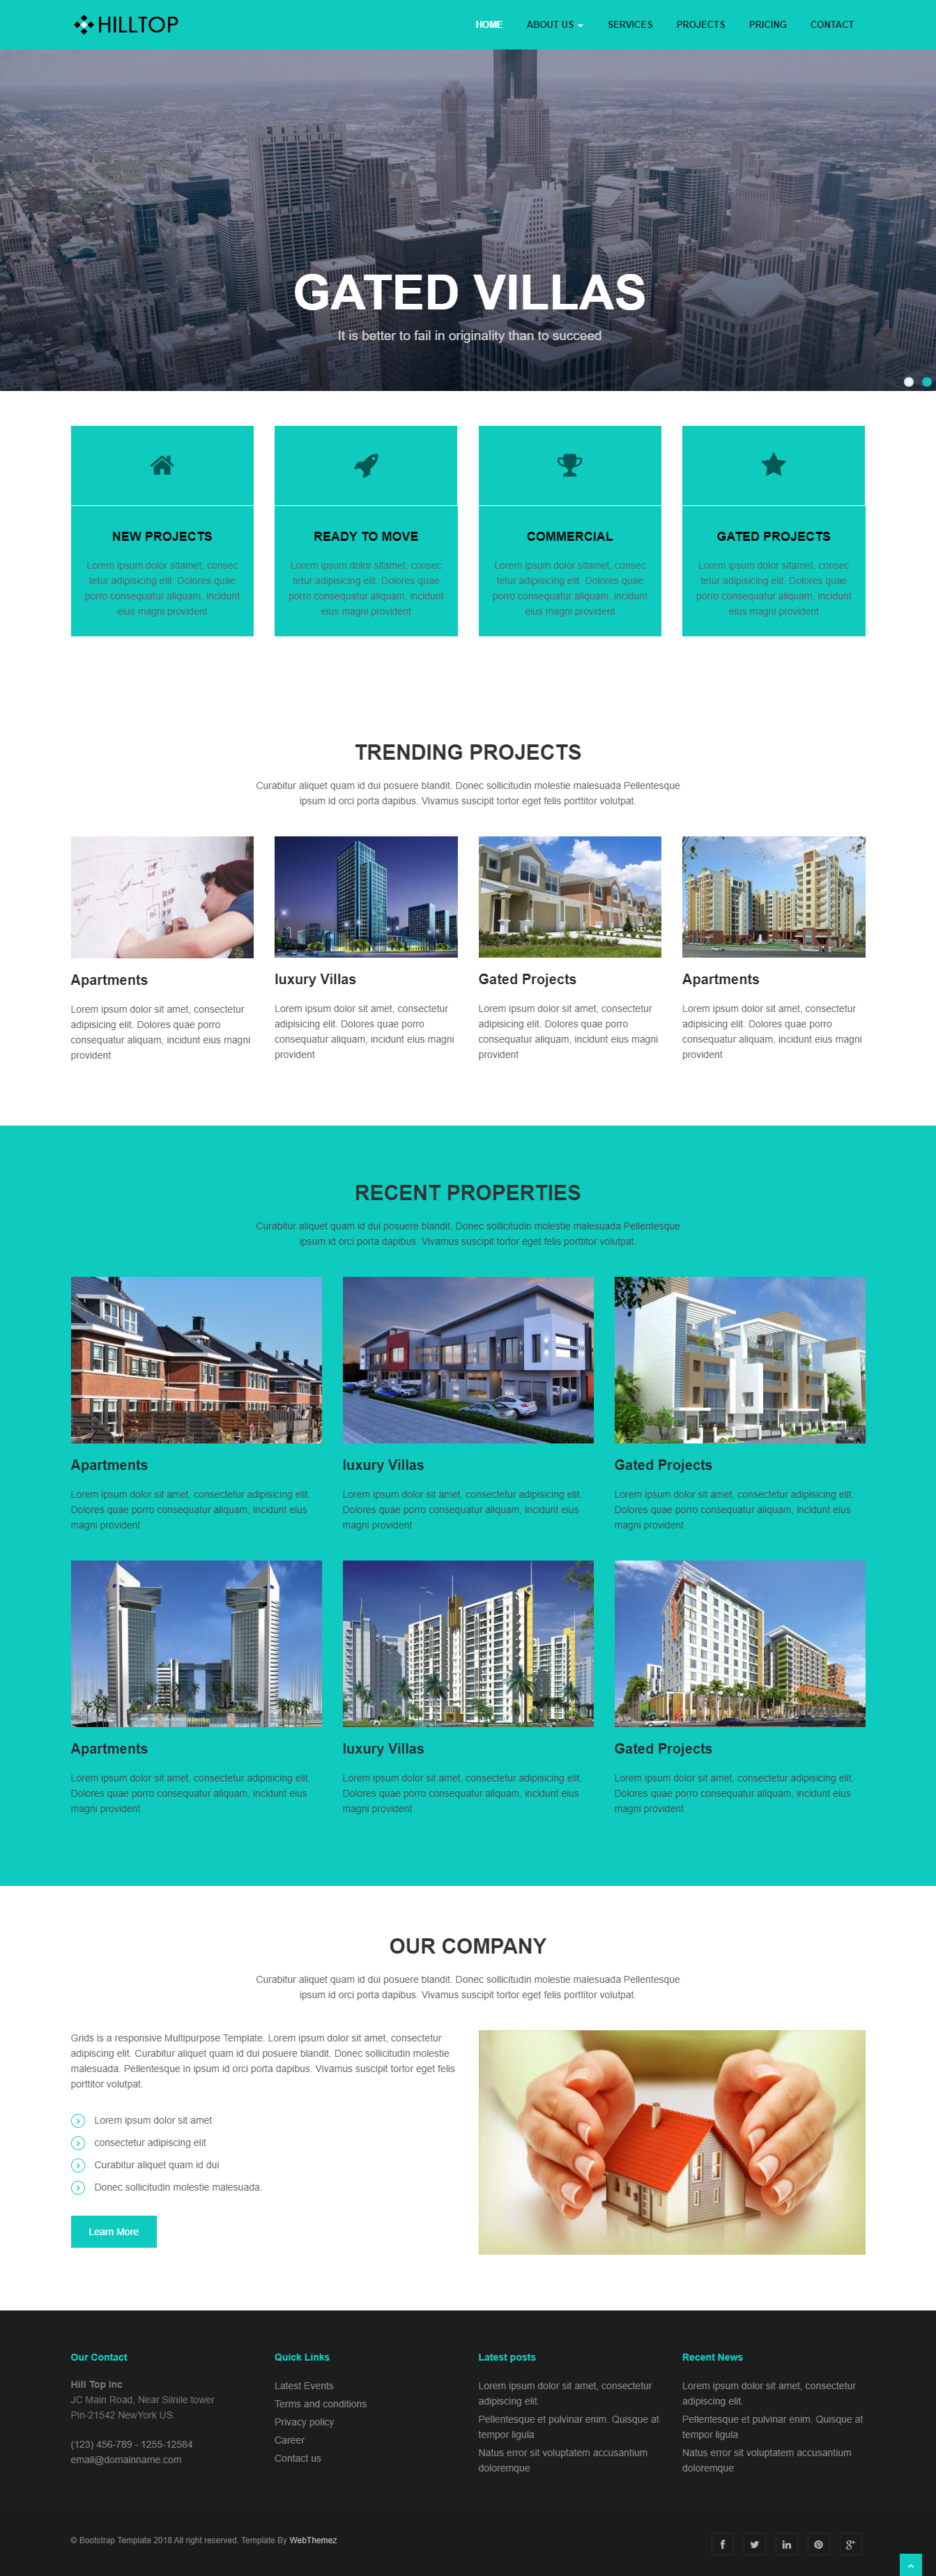 HILLTOP
HOME ABOUT US SERVICES PROJECTS PRICING CONTACT
GATED VILLAS
It is better to fail in originality than to succeed
NEW PROJECTS
Lorem ipsum dolor sitamet, consec
tetur adipisicing elit. Dolores quae
porro consequatur aliquam, incidunt
eius magni provident
READY TO MOVE
Lorem ipsum dolor sitamet, consec
tetur adipisicing elit. Dolores quae
porro consequatur aliquam, incidunt
eius magni provident
COMMERCIAL
Lorem ipsum dolor sitamet, consec
tetur adipisicing elit. Dolores quae
porro consequatur aliquam, incidunt
eius magni provident
GATED PROJECTS
Lorem ipsum dolor sitamet, consec
tetur adipisicing elit. Dolores quae
porro consequatur aliquam, incidunt
eius magni provident
TRENDING PROJECTS
Curabitur aliquet quam id dui posuere blandit. Donec sollicitudin molestie malesuada Pellentesque
ipsum id orci porta dapibus. Vivamus suscipit tortor eget felis porttitor volutpat.
Apartments
Lorem ipsum dolor sit amet, consectetur
adipisicing elit. Dolores quae porro
consequatur aliquam, incidunt eius magni
provident
luxury Villas
Lorem ipsum dolor sit amet, consectetur
adipisicing elit. Dolores quae porro
consequatur aliquam, incidunt eius magni
provident
Gated Projects
Lorem ipsum dolor sit amet, consectetur
adipisicing elit. Dolores quae porro
consequatur aliquam, incidunt eius magni
provident
Apartments
Lorem ipsum dolor sit amet, consectetur
adipisicing elit. Dolores quae porro
consequatur aliquam, incidunt eius magni
provident
RECENT PROPERTIES
Curabitur aliquet quam id dui posuere blandit. Donec sollicitudin molestie malesuada Pellentesque
ipsum id orci porta dapibus. Vivamus suscipit tortor eget felis porttitor volutpat.
Apartments
Lorem ipsum dolor sit amet, consectetur adipisicing elit.
Dolores quae porro consequatur aliquam, incidunt eius
magni provident
luxury Villas
Lorem ipsum dolor sit amet, consectetur adipisicing elit.
Dolores quae porro consequatur aliquam, incidunt eius
magni provident
Gated Projects
Lorem ipsum dolor sit amet, consectetur adipisicing elit.
Dolores quae porro consequatur aliquam, incidunt eius
magni provident
Apartments
Lorem ipsum dolor sit amet, consectetur adipisicing elit.
Dolores quae porro consequatur aliquam, incidunt eius
magni provident
luxury Villas
Lorem ipsum dolor sit amet, consectetur adipisicing elit.
Dolores quae porro consequatur aliquam, incidunt eius
magni provident
Gated Projects
Lorem ipsum dolor sit amet, consectetur adipisicing elit.
Dolores quae porro consequatur aliquam, incidunt eius
magni provident
OUR COMPANY
Curabitur aliquet quam id dui posuere blandit. Donec sollicitudin molestie malesuada Pellentesque
ipsum id orci porta dapibus. Vivamus suscipit tortor eget felis porttitor volutpat.
Grids is a responsive Multipurpose Template. Lorem ipsum dolor sit amet, consectetur
adipiscing elit. Curabitur aliquet quam id dui posuere blandit. Donec sollicitudin molestie
malesuada. Pellentesque in ipsum id orci porta dapibus. Vivamus suscipit tortor eget felis
porttitor volutpat.
Lorem ipsum dolor sit amet
consectetur adipiscing elit
Curabitur aliquet quam id dui
Donec sollicitudin molestie malesuada.
Learn More
Our Contact
Hill Top Inc
JC Main Road, Near Silnile tower
Pin-21542 NewYork US.
(123) 456-789 - 1255-12584
email@domainname.com
Quick Links
Latest Events
Terms and conditions
Privacy policy
Career
Contact us
Latest posts
Lorem ipsum dolor sit amet, consectetur
adipiscing elit.
Pellentesque et pulvinar enim. Quisque at
tempor ligula
Natus error sit voluptatem accusantium
doloremque
Recent News
Lorem ipsum dolor sit amet, consectetur
adipiscing elit.
Pellentesque et pulvinar enim. Quisque at
tempor ligula
Natus error sit voluptatem accusantium
doloremque
© Bootstrap Template 2018 All right reserved. Template By WebThemez